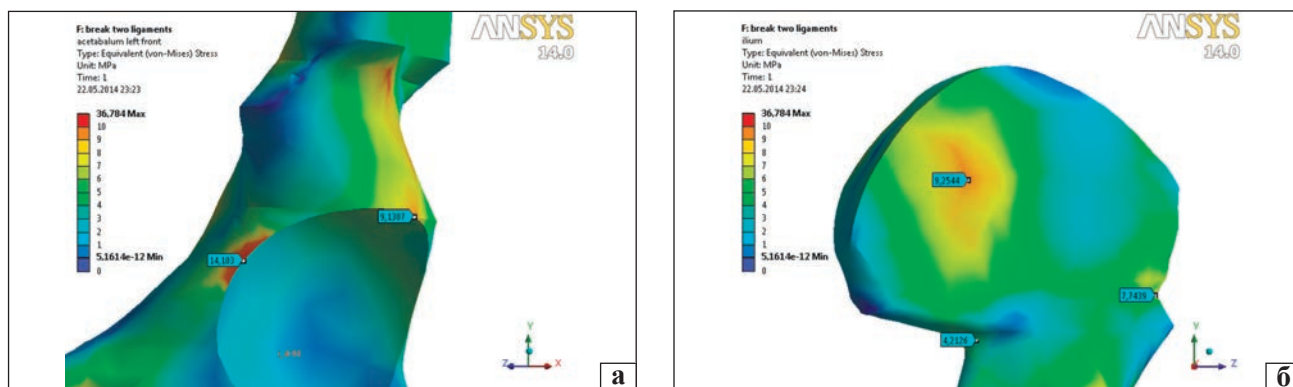 F: break two ligaments
acetabalum left front
Type: Equivalent (von-Mises) Stress
Unit: MPa
Time: 1
22.05.2014 23:23
36,784 Max
10
9
8
7
6
5
4
3
2
1
5,1614e-12 Min
0
ANSYS
14.0
9,1307
14,103
Y
Z
X
а
F: break two ligaments
ilium
Type: Equivalent (von-Mises) Stress
Unit: MPa
Time: 1
22.05.2014 23:24
36,784 Max
10
9
8
7
6
5
4
3
2
1
5,1614e-12 Min
0
ANSYS
14.0
9,2544
7,7439
4,2126
Y
Z
б